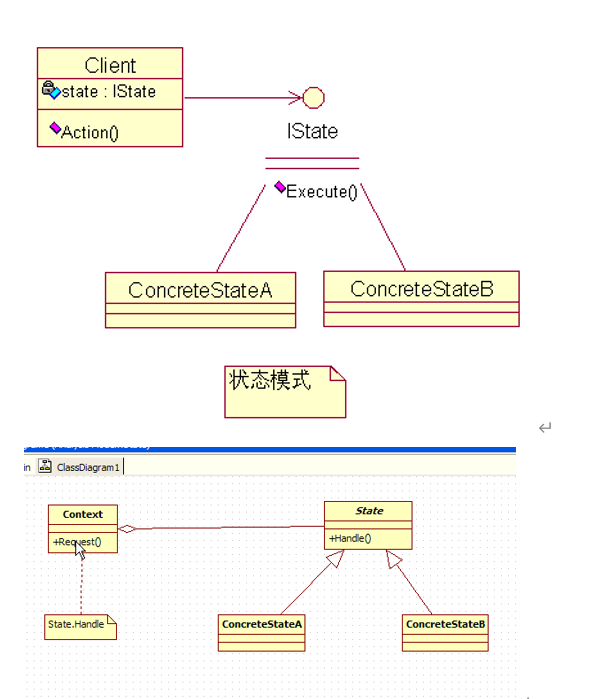 Client
state : IState
Action()
IState
Execute()
ConcreteStateA
ConcreteStateB
状态模式
in
ClassDiagram1
Context
+Request()
State
+Handle()
State.Handle
ConcreteStateA
ConcreteStateB